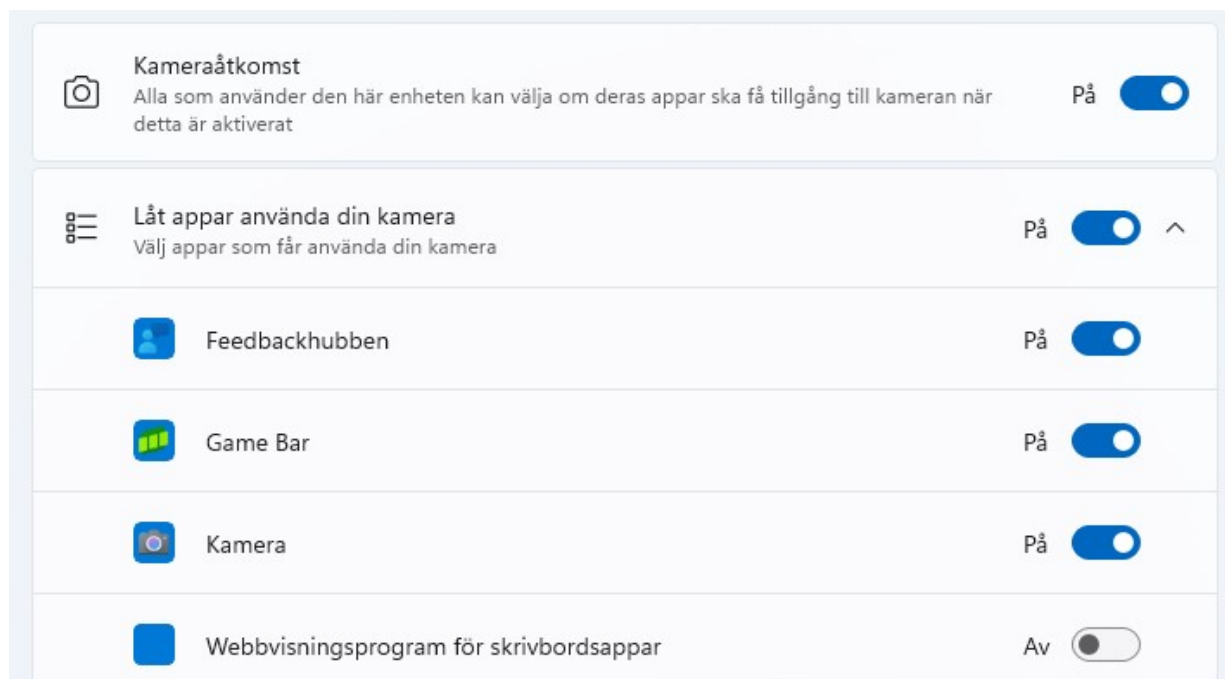 Kameraåtkomst
Alla som använder den här enheten kan välja om deras appar ska få tillgång till kameran när
detta är aktiverat
På
Låt appar använda din kamera
Välj appar som får använda din kamera
På
Feedbackhubben
På
Game Bar
På
Kamera
På
Webbvisningsprogram för skrivbordsappar
Av